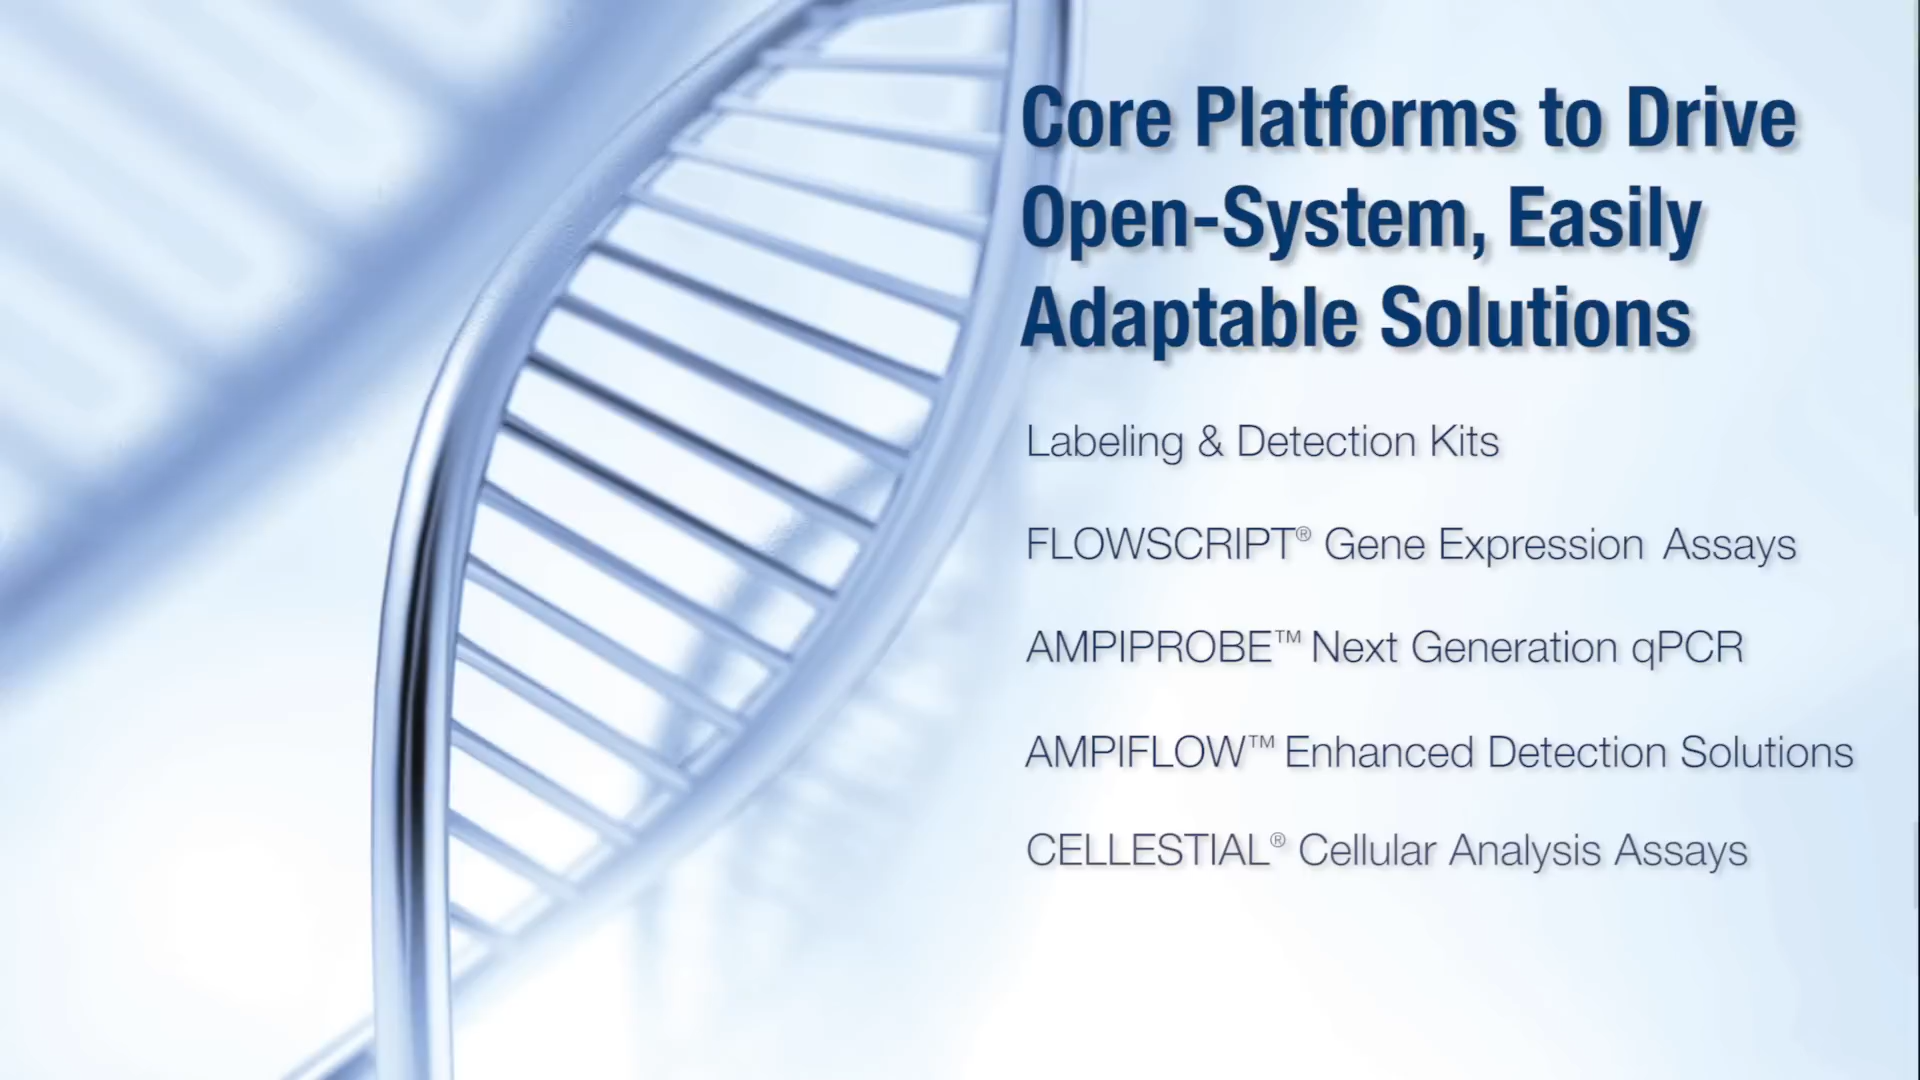 Core Platforms to Drive
Open-System, Easily
Adaptable Solutions
Labeling & Detection Kits
FLOWSCRIPT® Gene Expression Assays
AMPIPROBE™ Next Generation qPCR
AMPIFLOW™ Enhanced Detection Solutions
CELLESTIAL® Cellular Analysis Assays